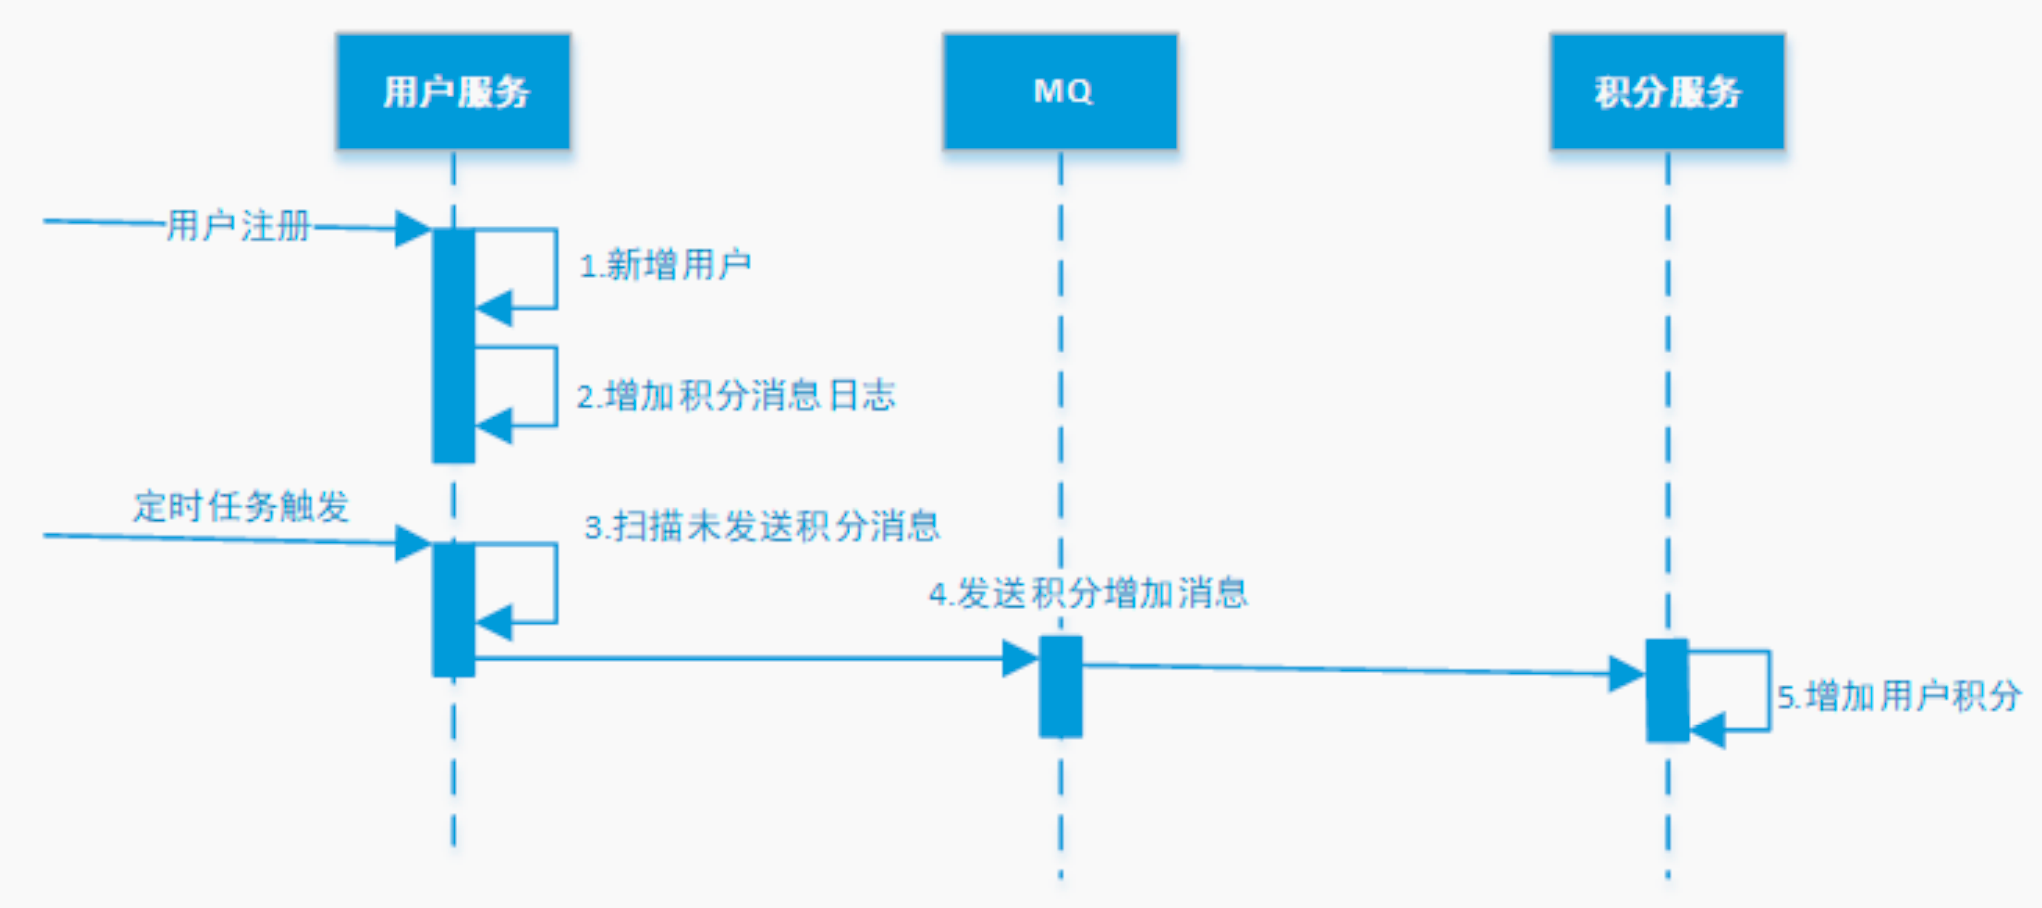 用户服务
MQ
积分服务
用户注册
1.新增用户
2.增加积分消息日志
定时任务触发
3.扫描未发送积分消息
4.发送积分增加消息
5.增加用户积分